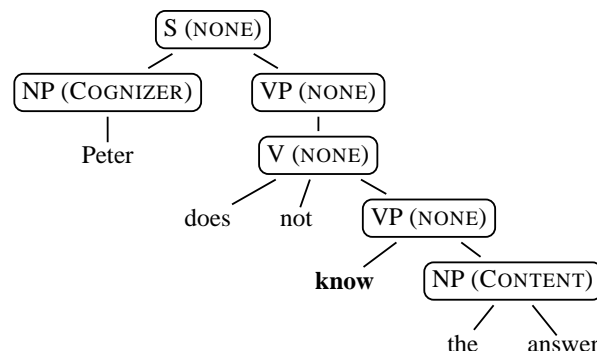 S (NONE)
NP (COGNIZER) VP (NONE)
Peter V (NONE)
does not VP (NONE)
know NP (CONTENT)
the answer